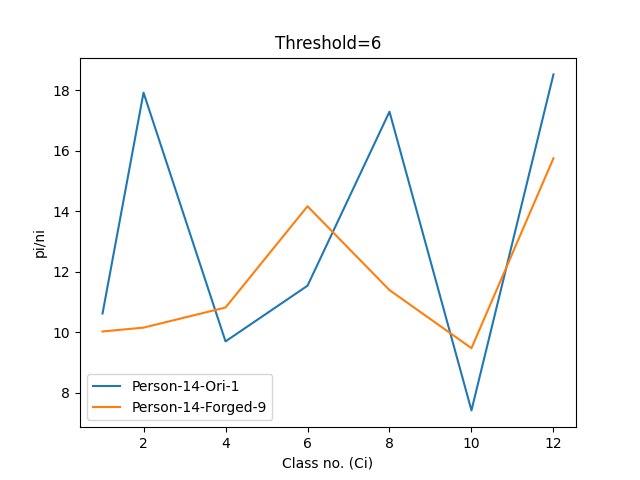 Threshold=6
pi/ni
18
16
14
12
10
8
Person-14-Ori-1
Person-14-Forged-9
2 4 6 8 10 12
Class no. (Ci)